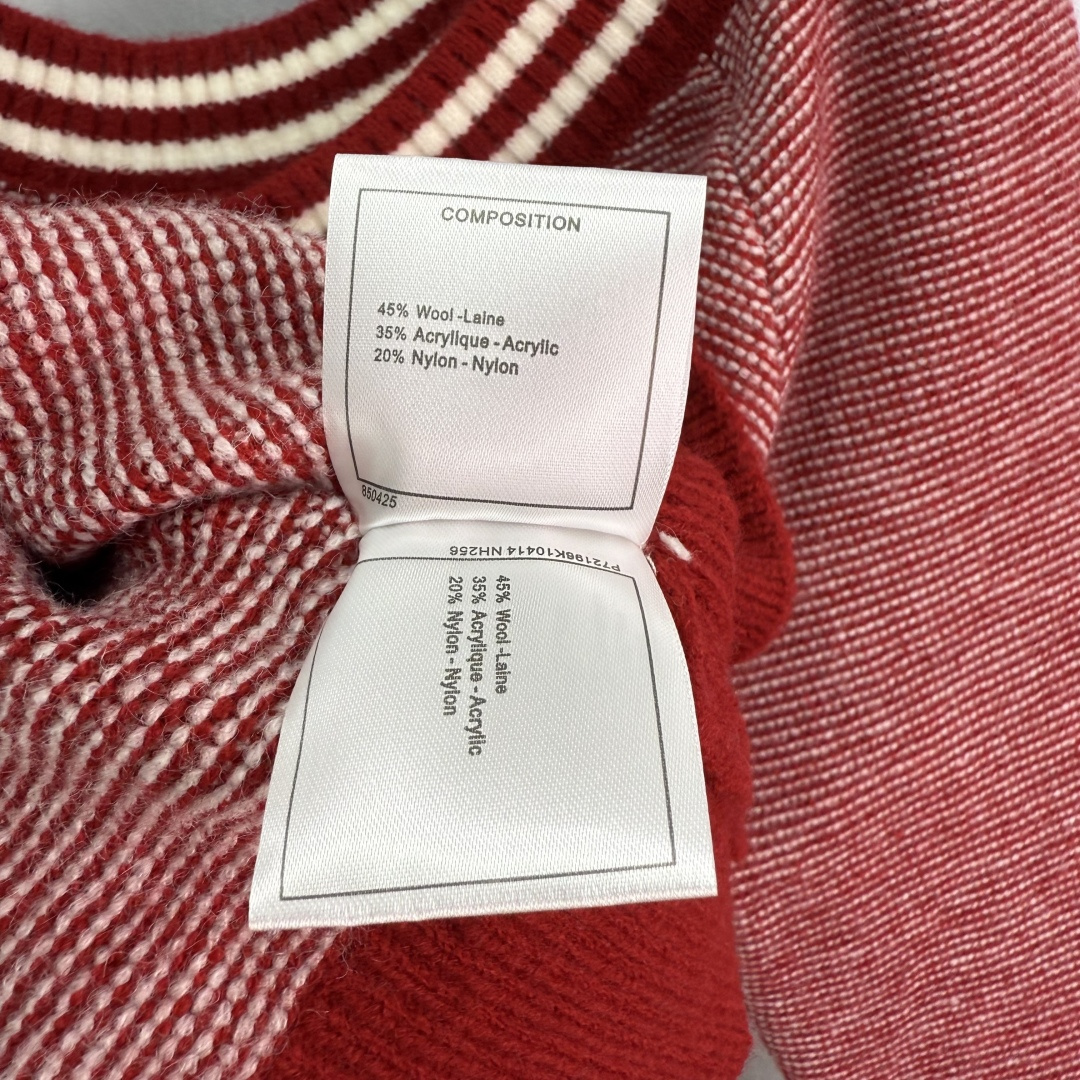 COMPOSITION
45% Wool-Laine
35% Acrylique - Acrylic
20% Nylon - Nylon
850425
P72196K10414 NH256
45% Wool-Laine
35% Acrylique - Acrylic
20% Nylon - Nylon